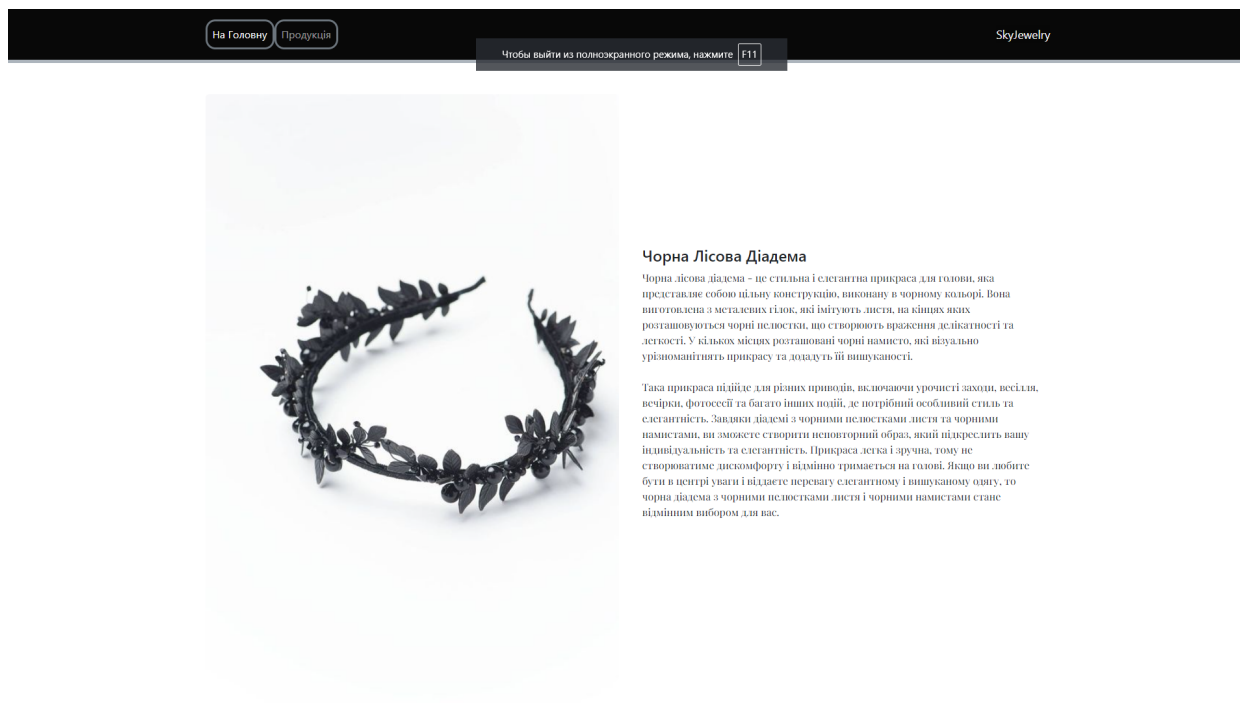 На Головну
Продукція
SkyJewelry
Чтобы выйти из полноэкранного режима, нажмите F11
Чорна Лісова Діадема
Чорна лісова діадема - це стильна і елегантна прикраса для голови, яка
представляє собою цільну конструкцію, виконану в чорному кольорі. Вона
виготовлена з металевих гілок, які імітують листя, на кінцях яких
розташовуються чорні пелюстки, що створюють враження делікатності та
легкості. У кількох місцях розташовані чорні намисто, які візуально
урізноманітнять прикрасу та додадуть їй вишуканості.
Така прикраса підійде для різних приводів, включаючи урочисті заходи, весілля,
вечірки, фотосесії та багато інших подій, де потрібний особливий стиль та
елегантність. Завдяки діадемі з чорними пелюстками листя та чорними
намистами, ви зможете створити неповторний образ, який підкреслить вашу
індивідуальність та елегантність. Прикраса легка і зручна, тому не
створюватиме дискомфорту і відмінно тримається на голові. Якщо ви любите
бути в центрі уваги і віддаєте перевагу елегантному і вишуканому одягу, то
чорна діадема з чорними пелюстками листя і чорними намистами стане
відмінним вибором для вас.